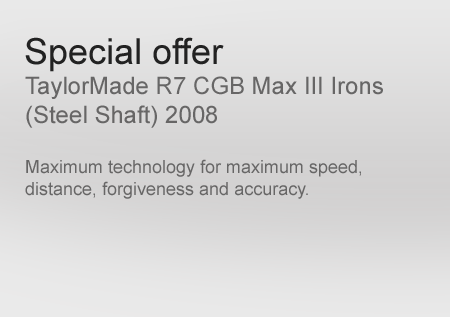 Special offer
TaylorMade R7 CGB Max III Irons
(Steel Shaft) 2008
Maximum technology for maximum speed,
distance, forgiveness and accuracy.